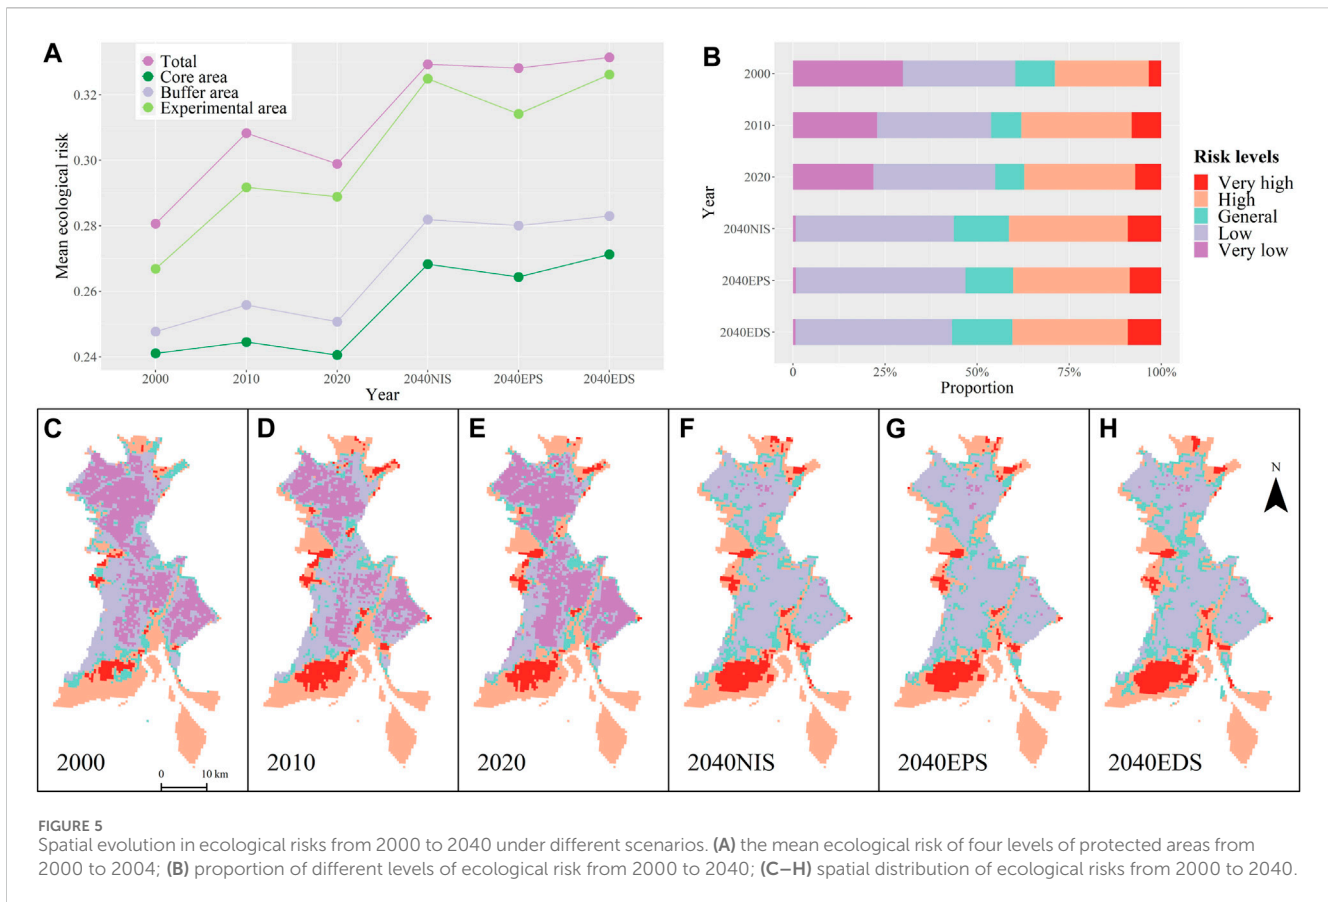 A
Total
Core area
Buffer area
Experimental area
Mean ecological risk
0.32
0.30
0.28
0.26
0.24
2000
2010
2020
2040NIS
2040EPS
2040EDS
Year
B
Year
2000
2010
2020
2040NIS
2040EPS
2040EDS
0
25%
50%
75%
100%
Proportion
Risk levels
Very high
High
General
Low
Very low
C
2000
0
10 km
D
2010
E
2020
F
2040NIS
G
2040EPS
H
N
2040EDS
FIGURE 5
Spatial evolution in ecological risks from 2000 to 2040 under different scenarios. (A) the mean ecological risk of four levels of protected areas from
2000 to 2004; (B) proportion of different levels of ecological risk from 2000 to 2040; (C–H) spatial distribution of ecological risks from 2000 to 2040.